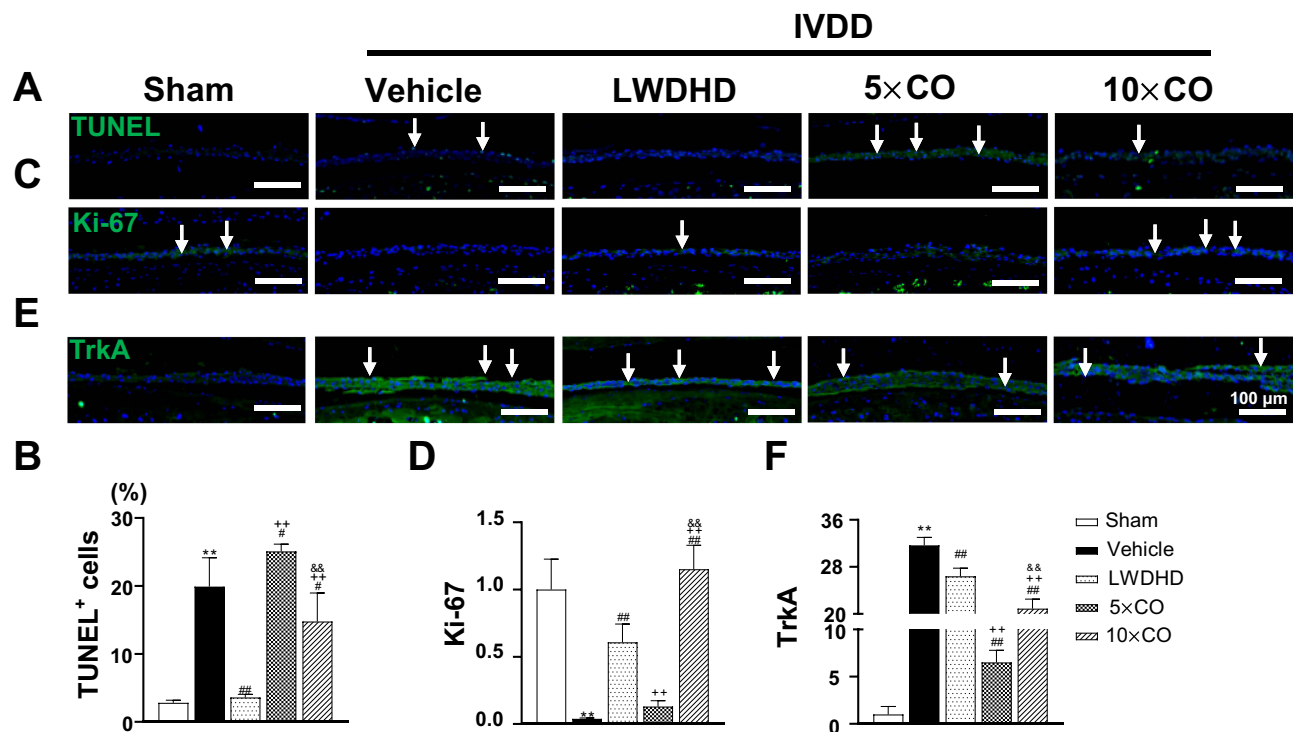 IVDD
A Sham Vehicle LWDHD 5×CO 10×CO
TUNEL
C
Ki-67
E
TrkA
100 μm
B D F
(%)
TUNEL+ cells
30
20
10
0
**
##
++
#
&&
++
#
Ki-67
1.5
1.0
0.5
0.0
**
##
++
&&
++
##
TrkA
36
28
20
10
5
0
**
##
++
##
&&
++
##
Sham
Vehicle
LWDHD
5×CO
10×CO